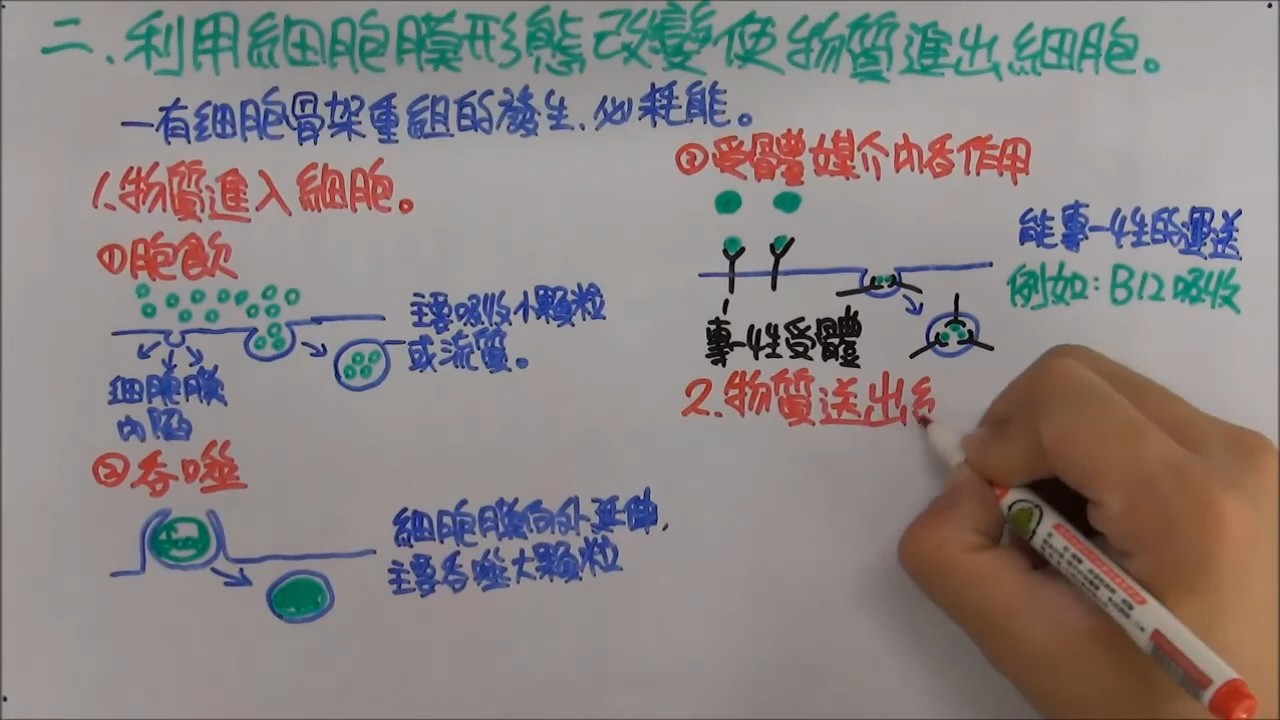 二.利用細胞膜形態改變使物質進出細胞。
—有細胞骨架重組的發生.必耗能。
1.物質進入細胞。
①胞飲
主要吸收小顆粒
或流質。
細胞膜
內陷
②吞噬
細胞膜向外延伸,
主要吞噬大顆粒
受體媒介內吞作用
能專一性的運送
例如:B12吸收
專一性受體
2.物質送出